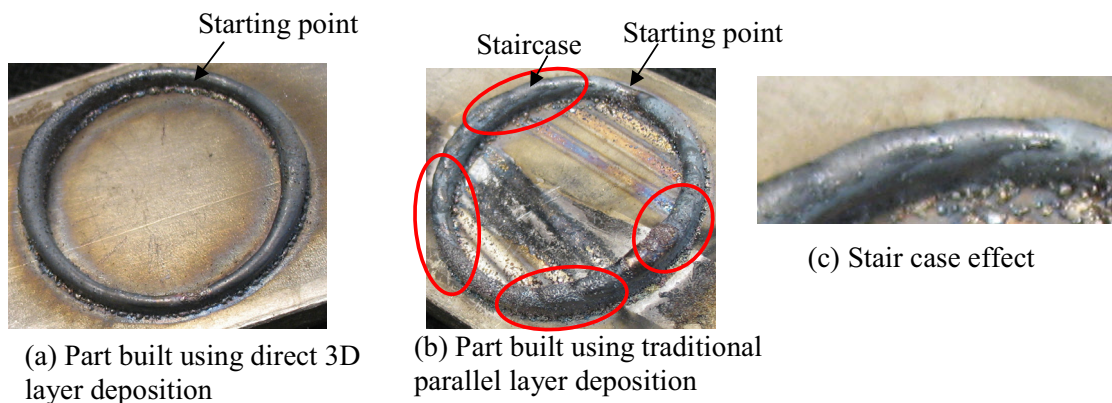 Starting point
Staircase
Starting point
(a) Part built using direct 3D
layer deposition
(b) Part built using traditional
parallel layer deposition
(c) Stair case effect